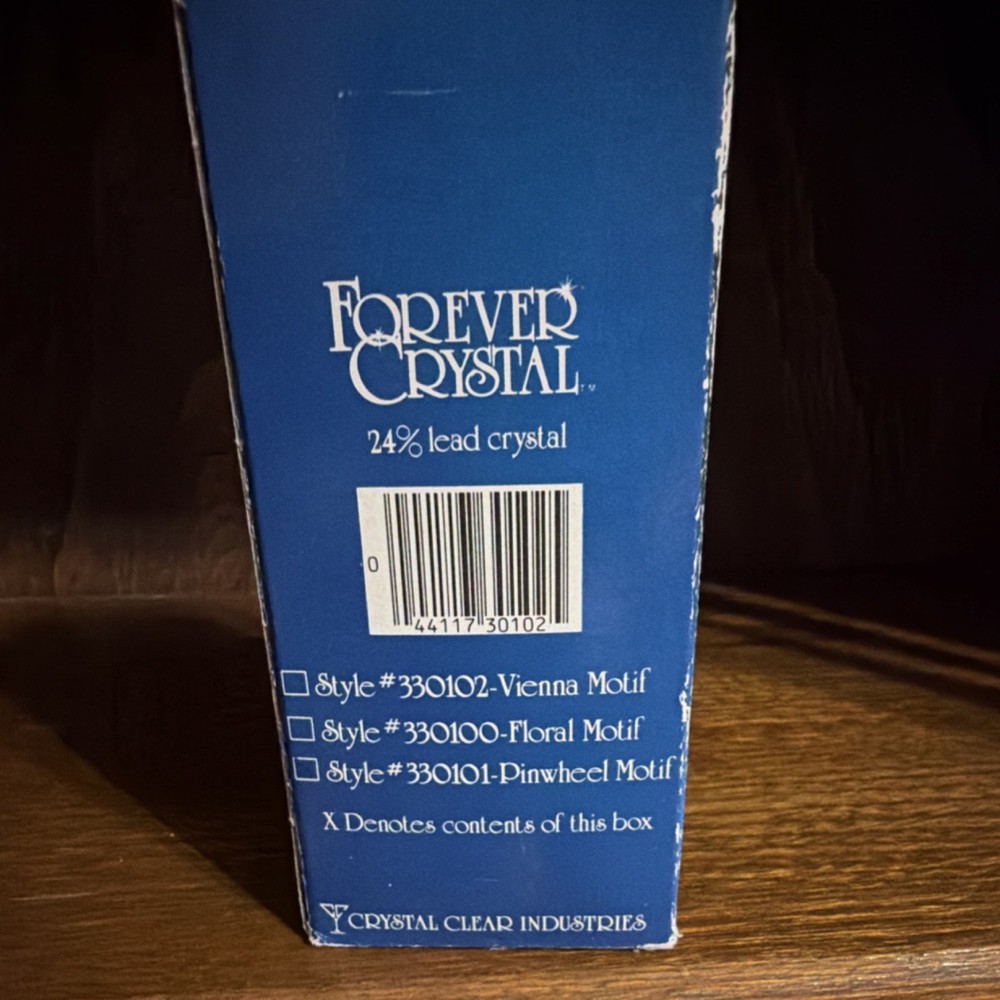 FOREVER
CRYSTAL™
24% lead crystal
0
44117 30102
Style #330102-Vienna Motif
Style #330100-Floral Motif
Style #330101-Pinwheel Motif
X Denotes contents of this box
CRYSTAL CLEAR INDUSTRIES